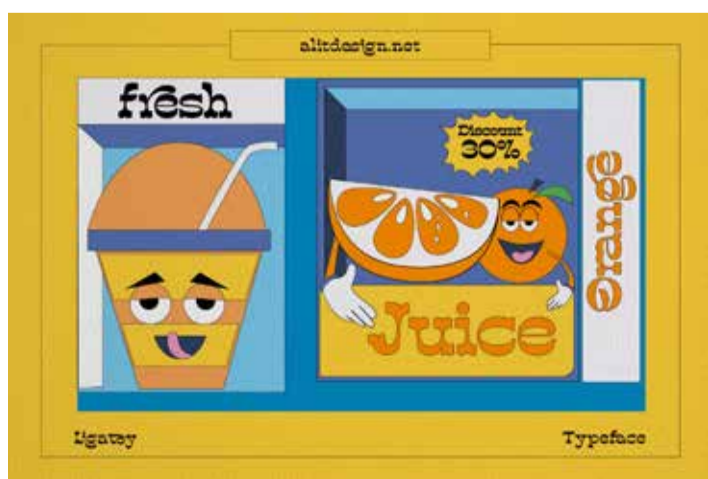 alitdesign.net
fresh
Discount
30%
Orange
Juice
Ligatsy
Typeface